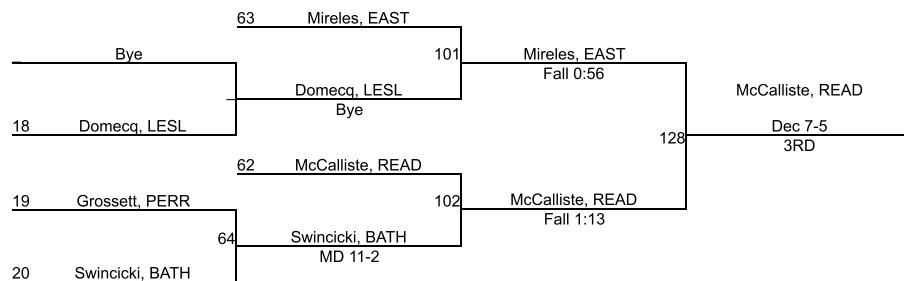 63 Mireles, EAST
Bye
101 Mireles, EAST
Fall 0:56
Domecq, LESL
Bye
McCalliste, READ
18 Domecq, LESL
128 Dec 7-5
3RD
62 McCalliste, READ
19 Grossett, PERR
102 McCalliste, READ
Fall 1:13
64 Swincicki, BATH
MD 11-2
20 Swincicki, BATH